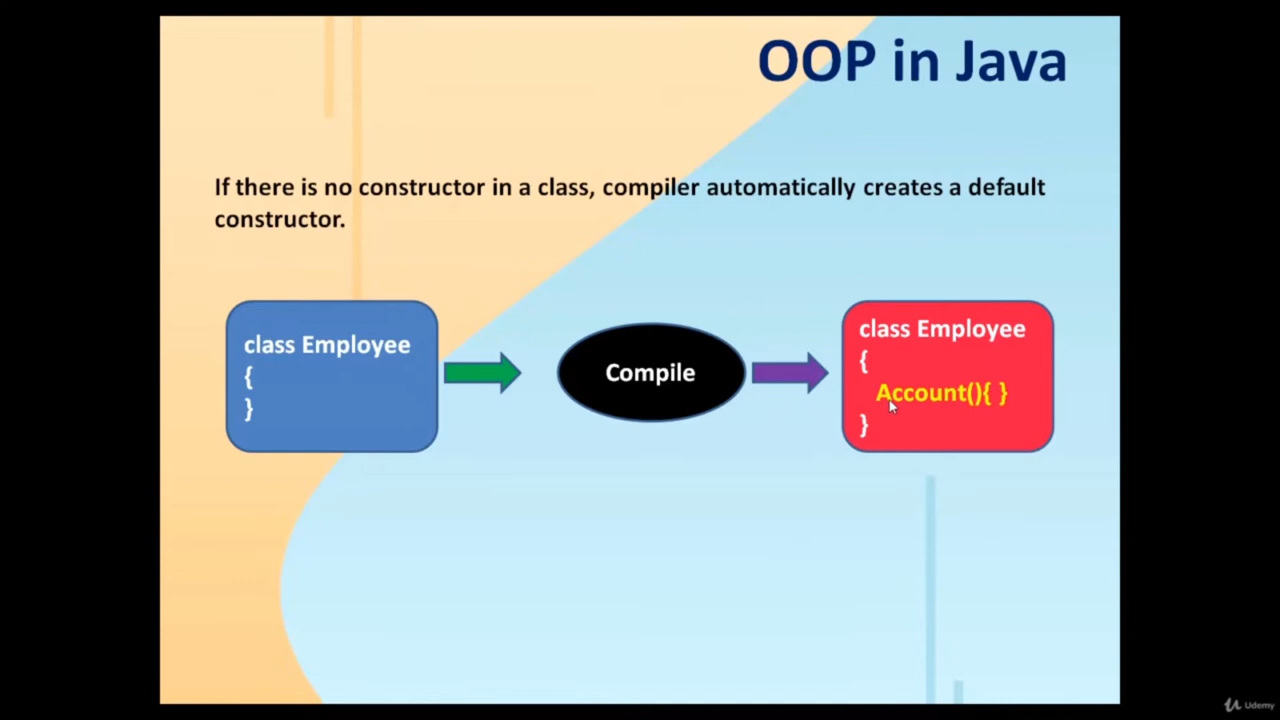 OOP in Java
If there is no constructor in a class, compiler automatically creates a default
constructor.
class Employee
{
}
Compile
class Employee
{
Account(){ }
}
Udemy